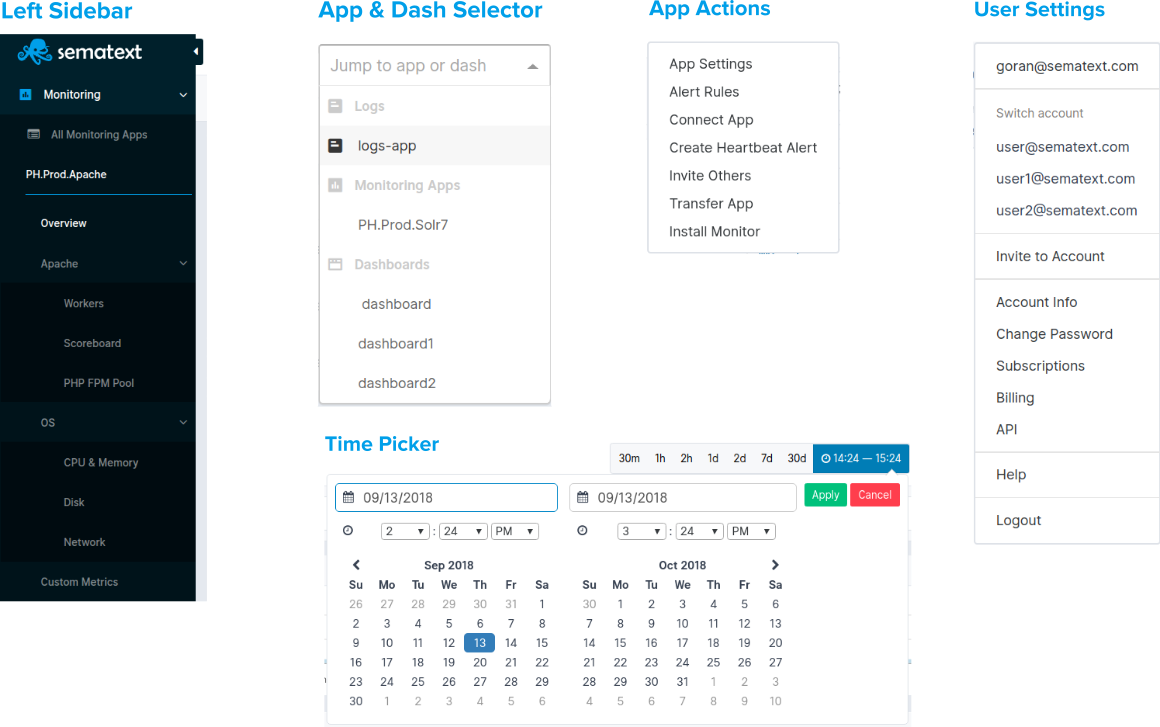 Left Sidebar
sematext
Monitoring
All Monitoring Apps
PH.Prod.Apache
Overview
Apache
Workers
Scoreboard
PHP FPM Pool
OS
CPU & Memory
Disk
Network
Custom Metrics
App & Dash Selector
Jump to app or dash
Logs
logs-app
Monitoring Apps
PH.Prod.Solr7
Dashboards
dashboard
dashboard1
dashboard2
App Actions
App Settings
Alert Rules
Connect App
Create Heartbeat Alert
Invite Others
Transfer App
Install Monitor
User Settings
goran@sematext.com
Switch account
user@sematext.com
user1@sematext.com
user2@sematext.com
Invite to Account
Account Info
Change Password
Subscriptions
Billing
API
Help
Logout
Time Picker
30m 1h 2h 1d 2d 7d 30d 14:24 — 15:24
09/13/2018 09/13/2018 Apply Cancel
2 : 24 PM 3 : 24 PM
Sep 2018 Oct 2018
Su Mo Tu We Th Fr Sa Su Mo Tu We Th Fr Sa
26 27 28 29 30 31 1 30 1 2 3 4 5 6
2 3 4 5 6 7 8 7 8 9 10 11 12 13
9 10 11 12 13 14 15 14 15 16 17 18 19 20
16 17 18 19 20 21 22 21 22 23 24 25 26 27
23 24 25 26 27 28 29 28 29 30 31 1 2 3
30 1 2 3 4 5 6 4 5 6 7 8 9 10